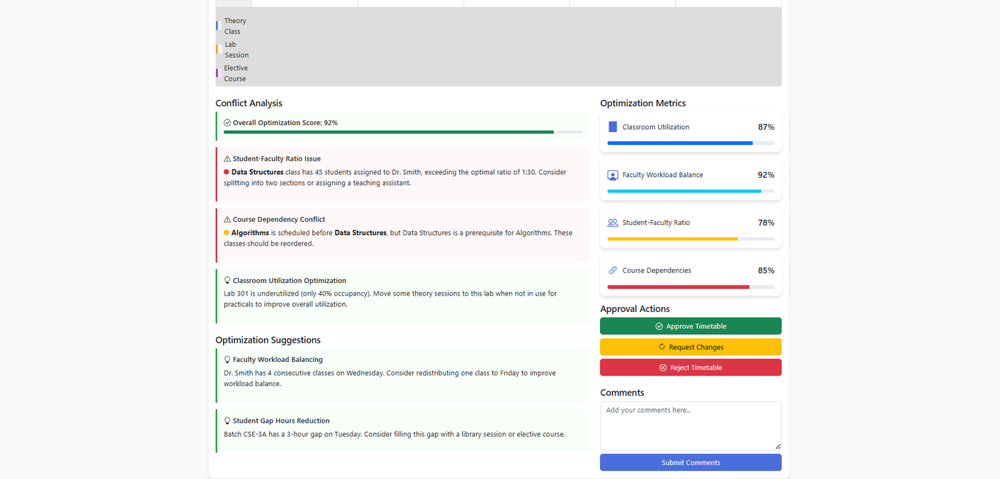 Theory
Class
Lab
Session
Elective
Course
Conflict Analysis
Overall Optimization Score: 92%
Student-Faculty Ratio Issue
Data Structures class has 45 students assigned to Dr. Smith, exceeding the optimal ratio of 1:30. Consider
splitting into two sections or assigning a teaching assistant.
Course Dependency Conflict
Algorithms is scheduled before Data Structures, but Data Structures is a prerequisite for Algorithms. These
classes should be reordered.
Classroom Utilization Optimization
Lab 301 is underutilized (only 40% occupancy). Move some theory sessions to this lab when not in use for
practicals to improve overall utilization.
Optimization Suggestions
Faculty Workload Balancing
Dr. Smith has 4 consecutive classes on Wednesday. Consider redistributing one class to Friday to improve
workload balance.
Student Gap Hours Reduction
Batch CSE-3A has a 3-hour gap on Tuesday. Consider filling this gap with a library session or elective course.
Optimization Metrics
Classroom Utilization 87%
Faculty Workload Balance 92%
Student-Faculty Ratio 78%
Course Dependencies 85%
Approval Actions
Approve Timetable
Request Changes
Reject Timetable
Comments
Add your comments here...
Submit Comments